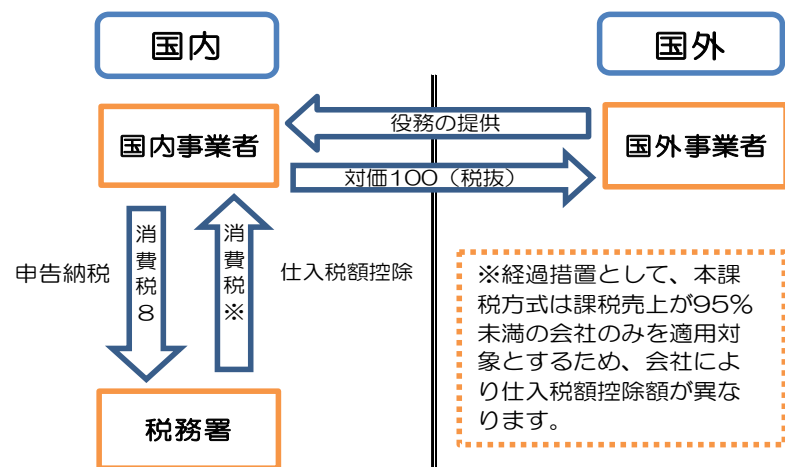 国内
国外
国内事業者
役務の提供
対価100（税抜）
国外事業者
申告納税
消費税8
消費税※
仕入税額控除
※経過措置として、本課
税方式は課税売上が95%
未満の会社のみを適用対
象とするため、会社によ
り仕入税額控除額が異な
ります。
税務署